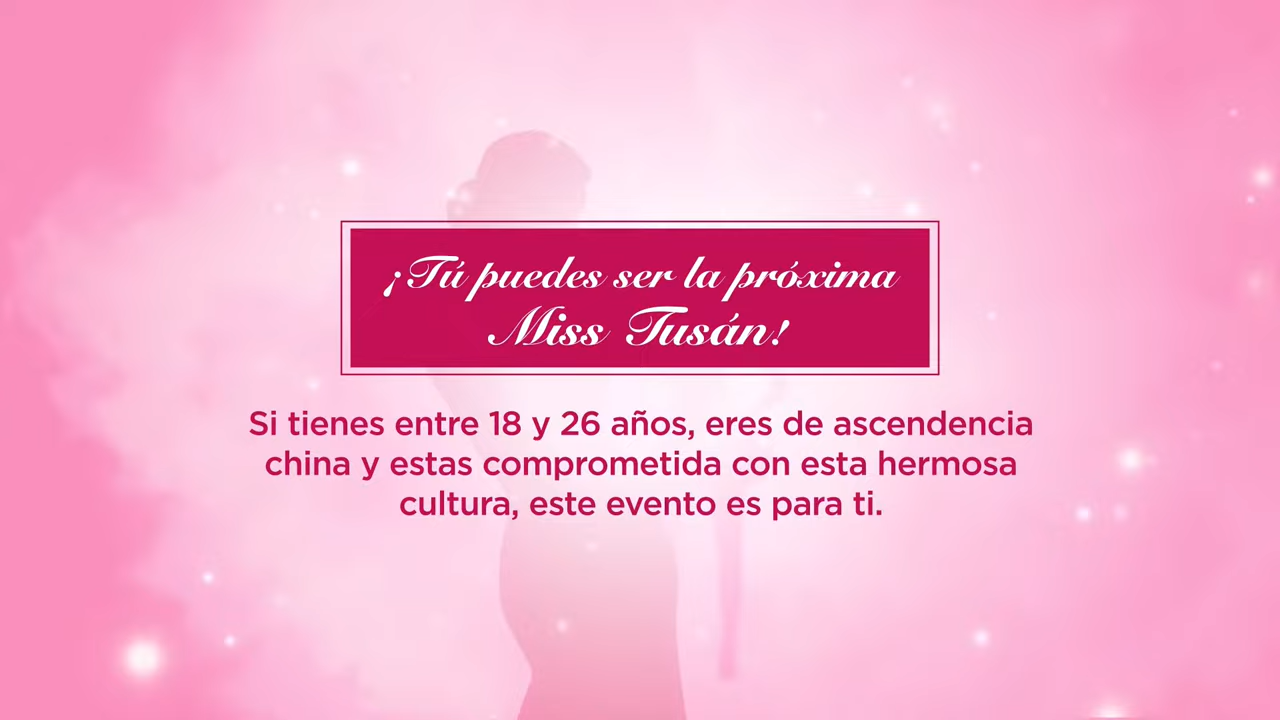 ¡Tú puedes ser la próxima
Miss Tusán!
Si tienes entre 18 y 26 años, eres de ascendencia
china y estas comprometida con esta hermosa
cultura, este evento es para ti.